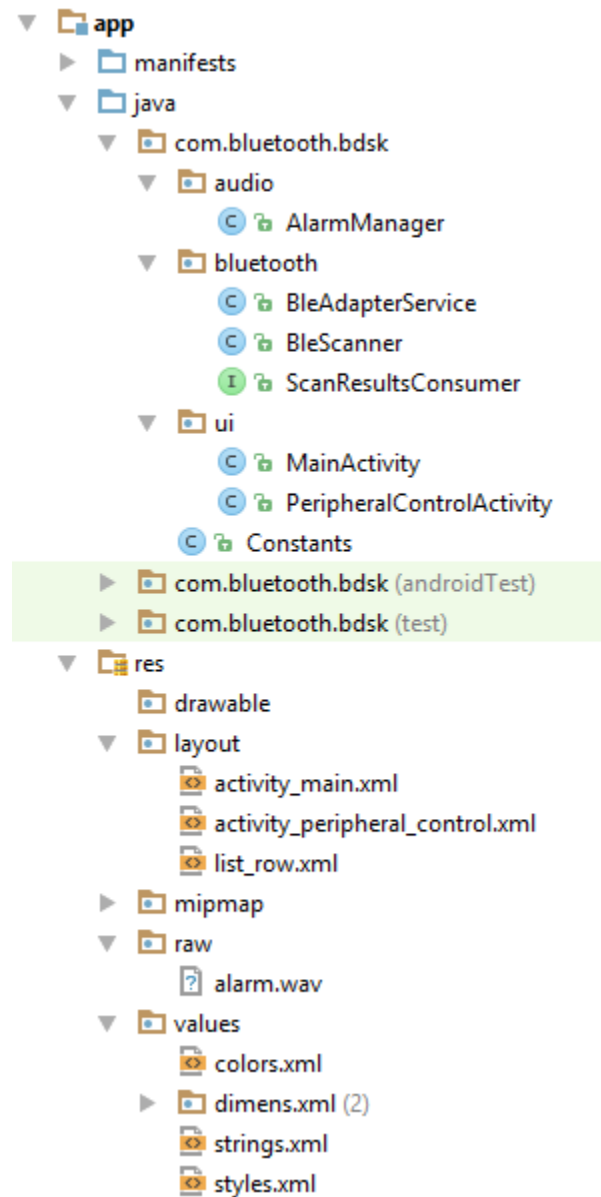 app
manifests
java
com.bluetooth.bdsk
audio
C AlarmManager
bluetooth
C BleAdapterService
C BleScanner
I ScanResultsConsumer
ui
C MainActivity
C PeripheralControlActivity
C Constants
com.bluetooth.bdsk (androidTest)
com.bluetooth.bdsk (test)
res
drawable
layout
activity_main.xml
activity_peripheral_control.xml
list_row.xml
mipmap
raw
? alarm.wav
values
colors.xml
dimens.xml (2)
strings.xml
styles.xml